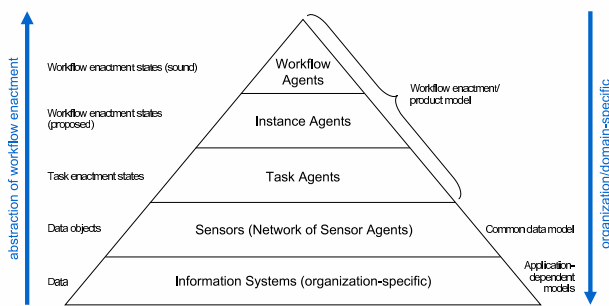 abstraction of workflow enactment
Workflow enactment states (sound)
Workflow enactment states
(proposed)
Task enactment states
Data objects
Data
Workflow
Agents
Instance Agents
Task Agents
Sensors (Network of Sensor Agents)
Information Systems (organization-specific)
Workflow enactment/
product model
Common data model
Application-
dependent
models
organization/domain-specific